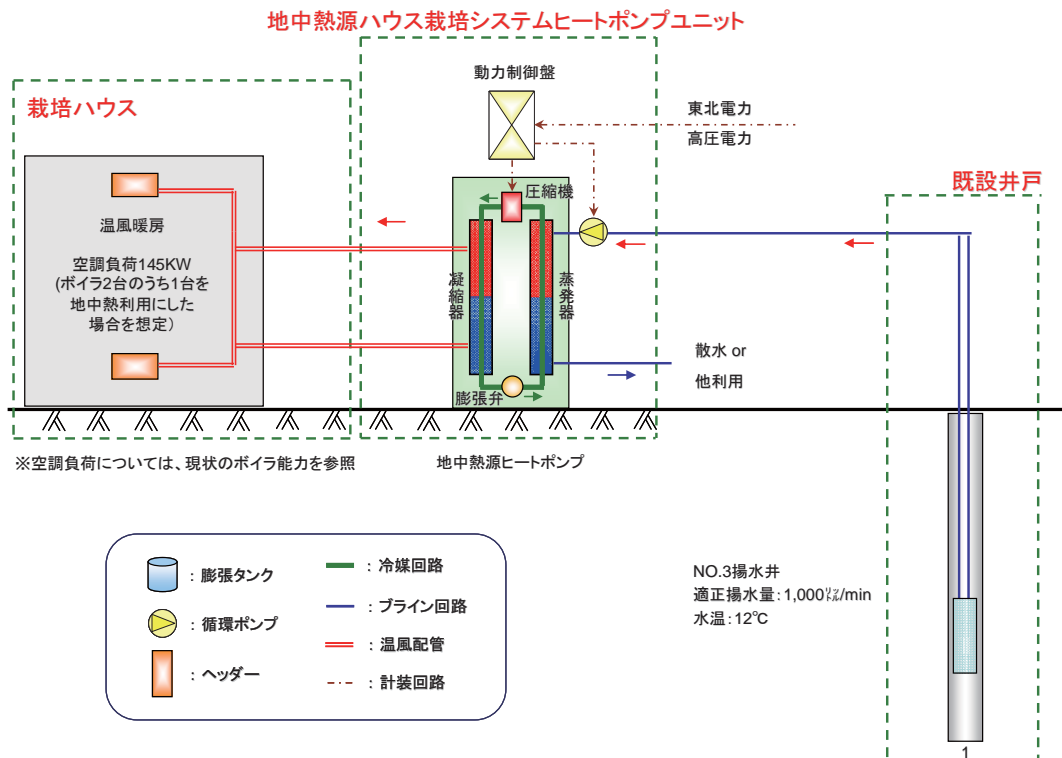 地中熱源ハウス栽培システムヒートポンプユニット
栽培ハウス
動力制御盤
東北電力
高圧電力
既設井戸
圧縮機
温風暖房
空調負荷145KW
(ボイラ2台のうち1台を
地中熱利用にした
場合を想定)
凝縮器
蒸発器
散水 or
他利用
膨張弁
※空調負荷については、現状のボイラ能力を参照
地中熱源ヒートポンプ
：膨張タンク
：循環ポンプ
：ヘッダー
：冷媒回路
：ブライン回路
：温風配管
：計装回路
NO.3揚水井
適正揚水量：1,000㍑/min
水温：12℃
1